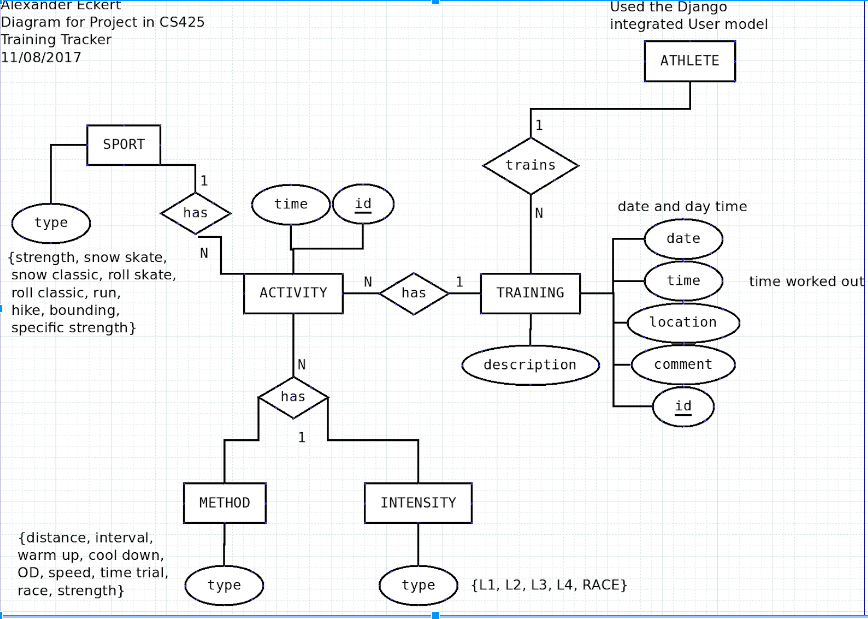 Alexander Eckert
Diagram for Project in CS425
Training Tracker
11/08/2017
Used the Django
integrated User model
ATHLETE
SPORT
1
trains
1
has
time
id
type
N
date and day time
date
N
{strength, snow skate,
snow classic, roll skate,
roll classic, run,
hike, bounding,
specific strength}
ACTIVITY
N
has
1
TRAINING
time
time worked out
location
description
comment
N
has
id
1
METHOD
INTENSITY
{distance, interval,
warm up, cool down,
OD, speed, time trial,
race, strength}
type
type
{L1, L2, L3, L4, RACE}